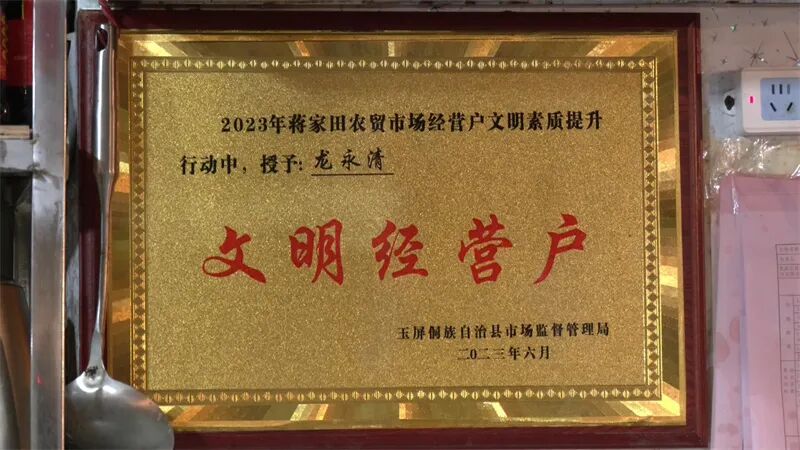 2023年蒋家田农贸市场经营户文明素质提升
行动中，授予：龙永清
文明经营户
玉屏侗族自治县市场监督管理局
二0二三年六月